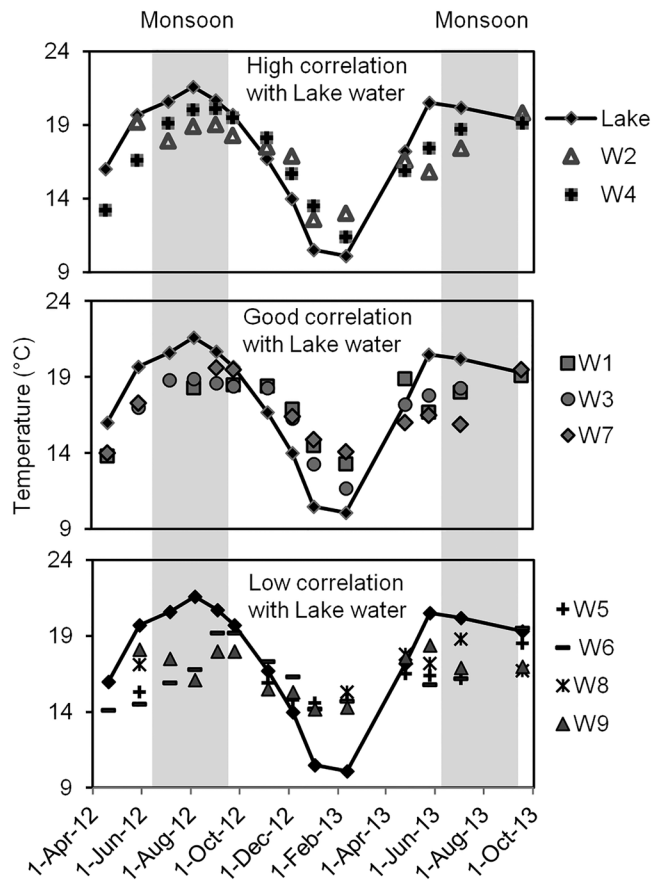 Monsoon Monsoon
24
19
14
9
High correlation
with Lake water
Lake
W2
W4
24
19
14
9
Good correlation
with Lake water
W1
W3
W7
Temperature (°C)
24
19
14
9
Low correlation
with Lake water
W5
W6
W8
W9
1-Apr-12
1-Jun-12
1-Aug-12
1-Oct-12
1-Dec-12
1-Feb-13
1-Apr-13
1-Jun-13
1-Aug-13
1-Oct-13